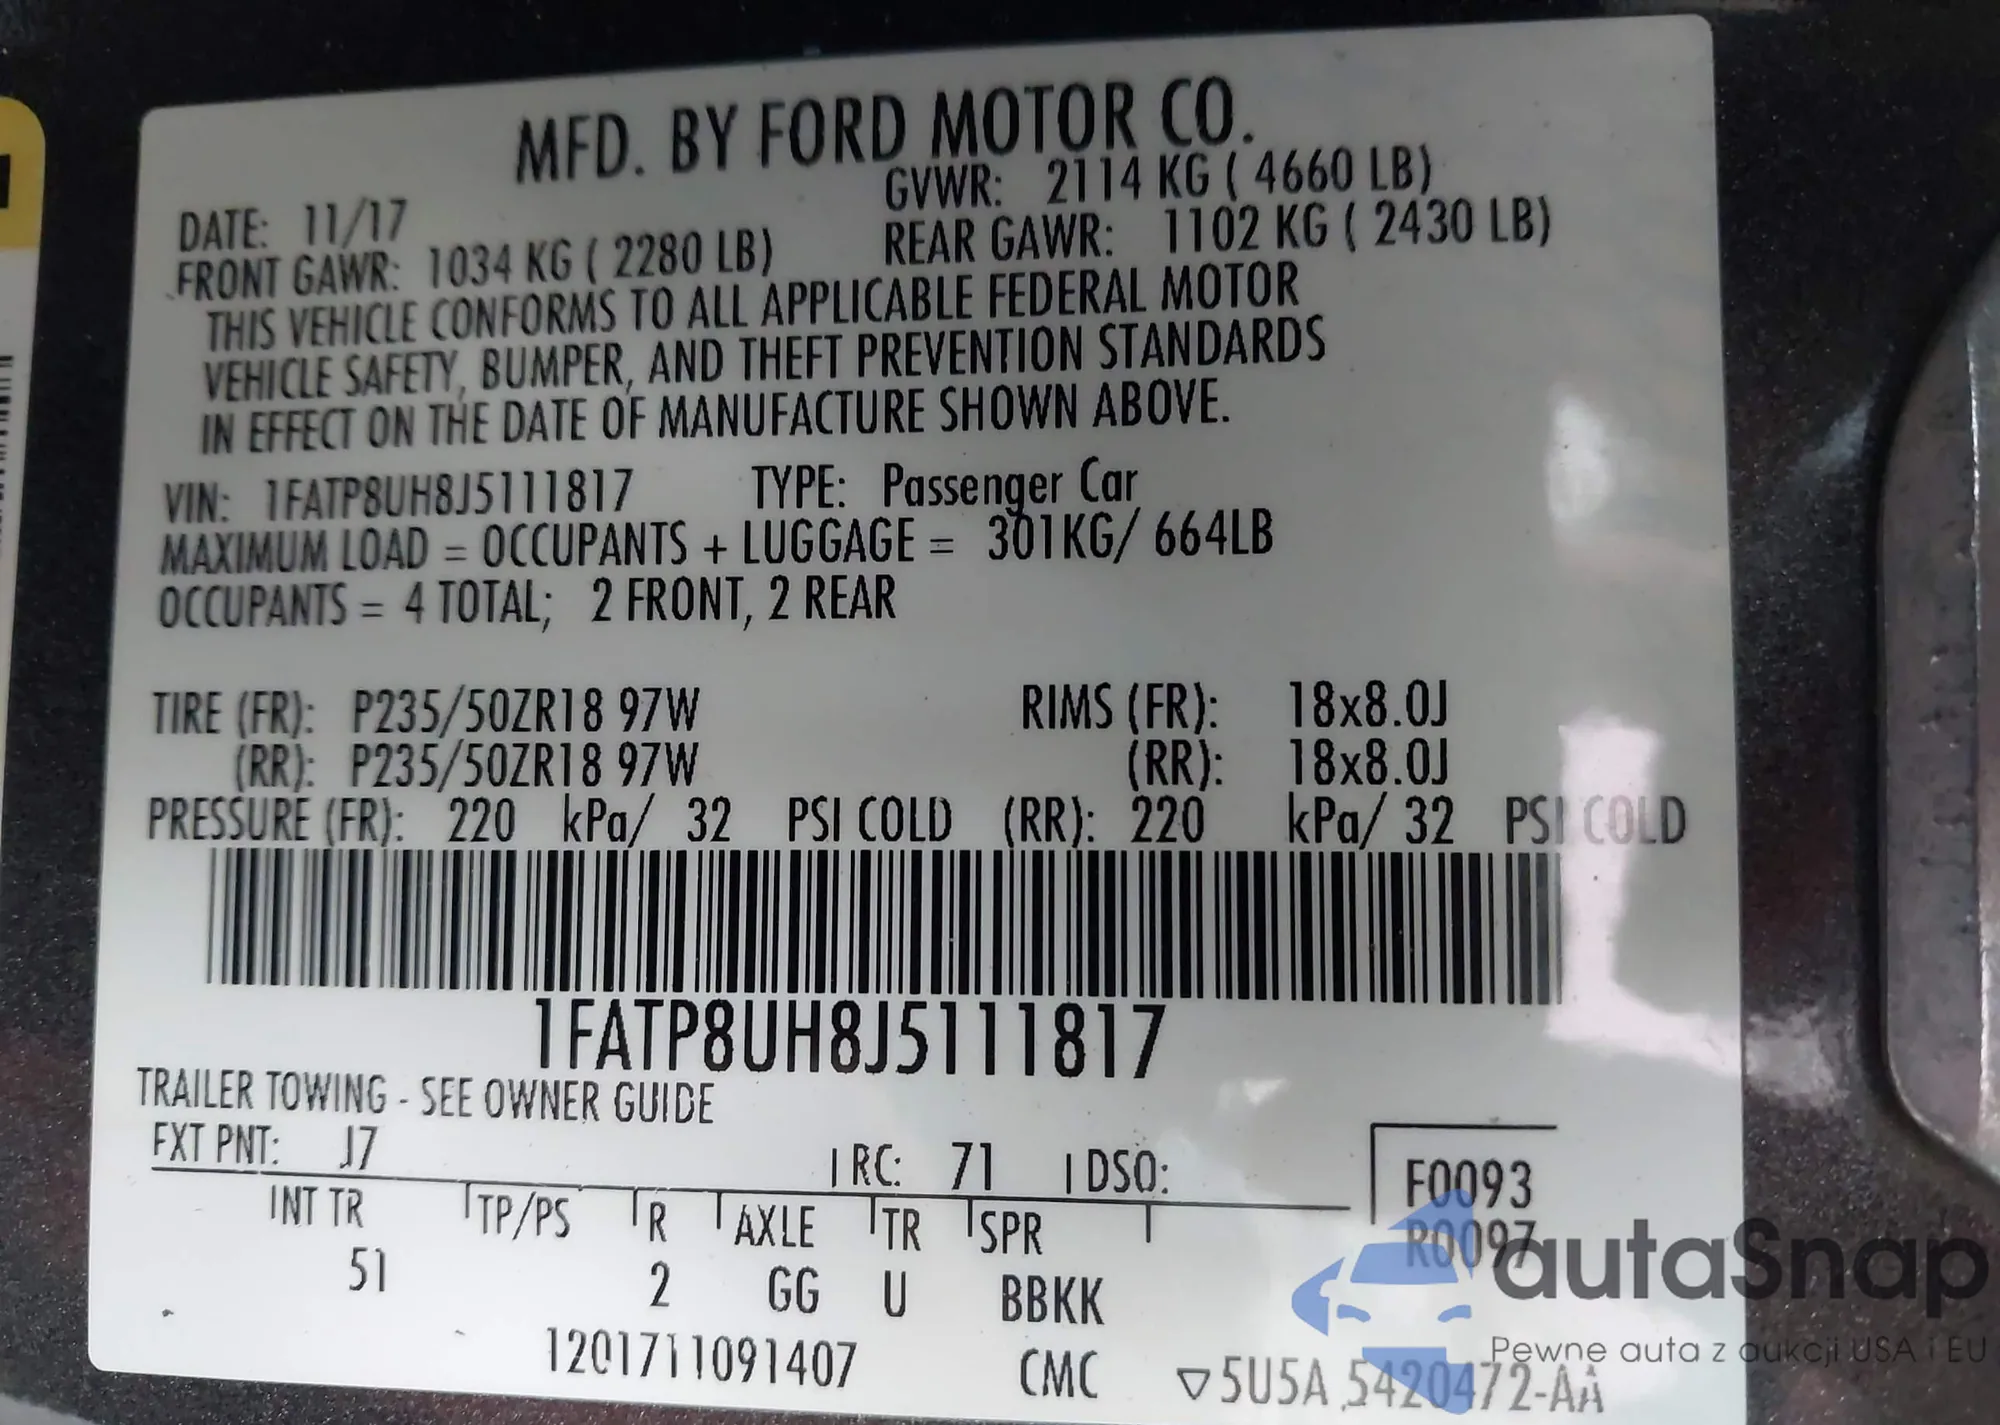 MFD. BY FORD MOTOR CO.
DATE: 11/17 GVWR: 2114 KG ( 4660 LB)
FRONT GAWR: 1034 KG ( 2280 LB) REAR GAWR: 1102 KG ( 2430 LB)
THIS VEHICLE CONFORMS TO ALL APPLICABLE FEDERAL MOTOR
VEHICLE SAFETY, BUMPER, AND THEFT PREVENTION STANDARDS
IN EFFECT ON THE DATE OF MANUFACTURE SHOWN ABOVE.
VIN: 1FATP8UH8J5111817 TYPE: Passenger Car
MAXIMUM LOAD = OCCUPANTS + LUGGAGE = 301KG/ 664LB
OCCUPANTS = 4 TOTAL; 2 FRONT, 2 REAR
TIRE (FR): P235/50ZR18 97W RIMS (FR): 18x8.0J
(RR): P235/50ZR18 97W (RR): 18x8.0J
PRESSURE (FR): 220 kPa/ 32 PSI COLD (RR): 220 kPa/ 32 PSI COLD
1FATP8UH8J5111817
TRAILER TOWING - SEE OWNER GUIDE
EXT PNT: J7 RC: 71 DSO: F0093
INT TR TP/PS R AXLE TR SPR R0097
51 2 GG U BBKK
1201711091407 CMC ▽5U5A 5420472-AA
autoSnap
Pewne auta z aukcji USA i EU